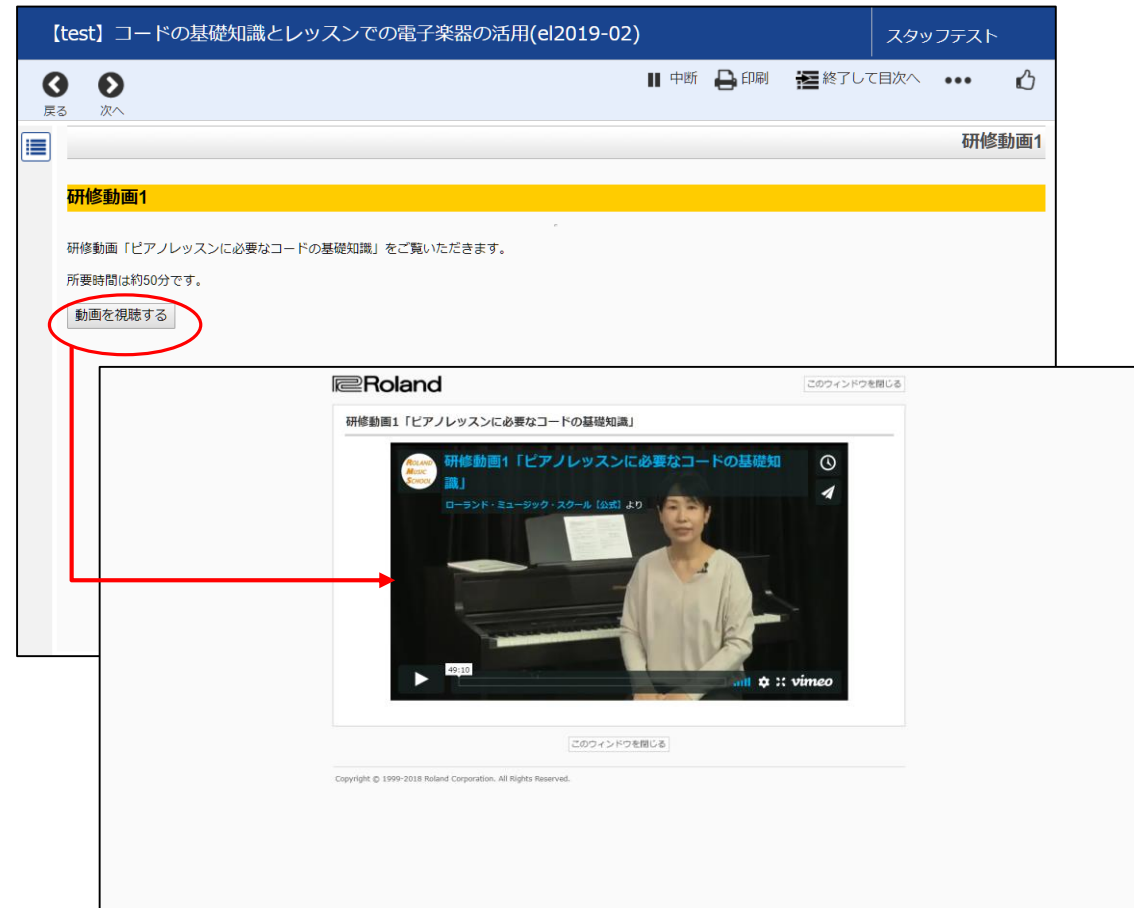 【test】コードの基礎知識とレッスンでの電子楽器の活用(el2019-02)
スタッフテスト
戻る
次へ
中断
印刷
終了して目次へ
研修動画1
研修動画1
研修動画「ピアノレッスンに必要なコードの基礎知識」をご覧いただきます。
所要時間は約50分です。
動画を視聴する
Roland
このウィンドウを閉じる
研修動画1「ピアノレッスンに必要なコードの基礎知識」
ROLAND
MUSIC
SCHOOL
研修動画1「ピアノレッスンに必要なコードの基礎知
識」
ローランド・ミュージック・スクール【公式】より
49:10
vimeo
このウィンドウを閉じる
Copyright © 1999-2018 Roland Corporation. All Rights Reserved.